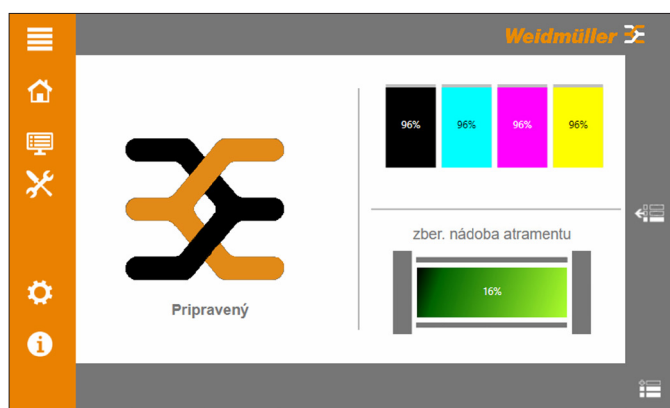 Weidmüller
96% 96% 96% 96%
zber. nádoba atramentu
16%
Pripravený